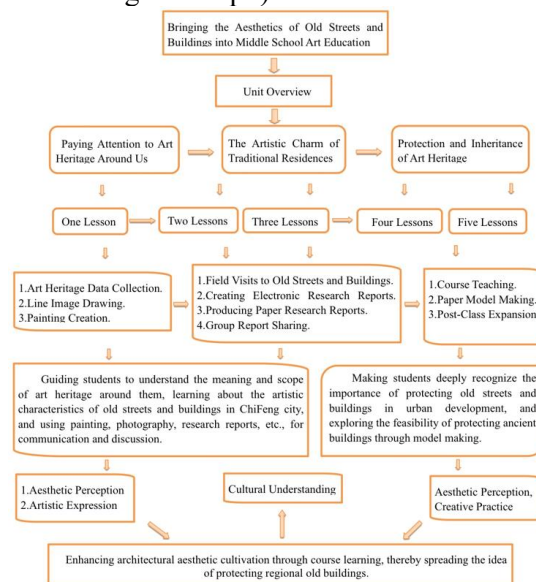 Bringing the Aesthetics of Old Streets and
Buildings into Middle School Art Education
Unit Overview
Paying Attention to Art
Heritage Around Us
The Artistic Charm of
Traditional Residences
Protection and Inheritance
of Art Heritage
One Lesson
Two Lessons
Three Lessons
Four Lessons
Five Lessons
1.Art Heritage Data Collection.
2.Line Image Drawing.
3.Painting Creation.
1.Field Visits to Old Streets and Buildings.
2.Creating Electronic Research Reports.
3.Producing Paper Research Reports.
4.Group Report Sharing.
1.Course Teaching.
2.Paper Model Making.
3.Post-Class Expansion
Guiding students to understand the meaning and scope
of art heritage around them, learning about the artistic
characteristics of old streets and buildings in ChiFeng city,
and using painting, photography, research reports, etc., for
communication and discussion.
Making students deeply recognize the
importance of protecting old streets and
buildings in urban development, and
exploring the feasibility of protecting ancient
buildings through model making.
1.Aesthetic Perception
2.Artistic Expression
Cultural Understanding
Aesthetic Perception,
Creative Practice
Enhancing architectural aesthetic cultivation through course learning, thereby spreading the idea
of protecting regional old buildings.